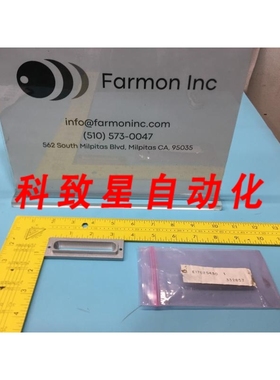 Farmon Inc
info@farmoninc.com
(510) 573-0047
562 South Milpitas Blvd, Milpitas CA, 95035
科致星自动化